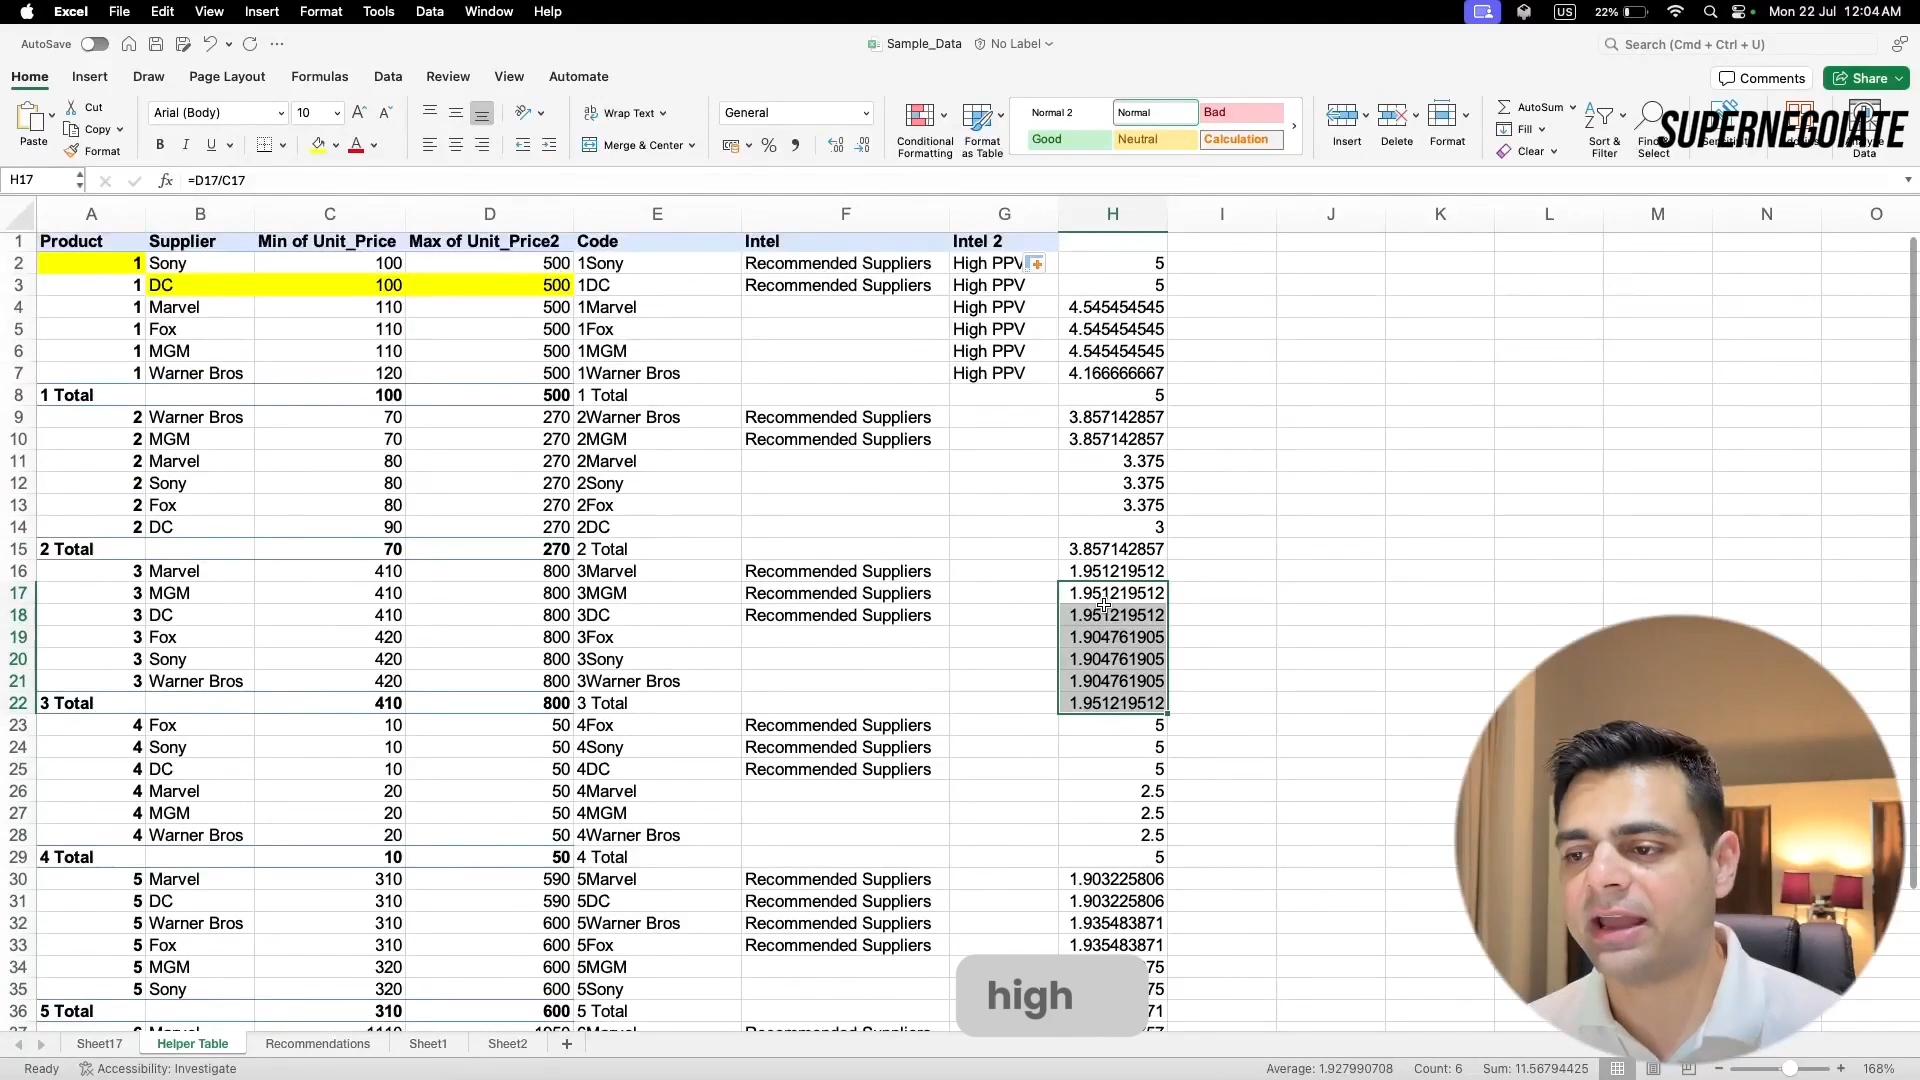 Excel File Edit View Insert Format Tools Data Window Help US 22% Mon 22 Jul 12:04 AM
AutoSave Sample_Data No Label Search (Cmd + Ctrl + U)
Home Insert Draw Page Layout Formulas Data Review View Automate Comments Share
Paste Cut Copy Format
Arial (Body) 10
B I U A
Wrap Text
Merge & Center
General
%
Conditional Formatting
Format as Table
Normal 2 Normal Bad
Good Neutral Calculation
Insert Delete Format
AutoSum
Fill
Clear
Sort & Filter
Find & Select
Data
SUPERNEGOIATE
H17 fx =D17/C17
A B C D E F G H I J K L M N O
1 Product Supplier Min of Unit_Price Max of Unit_Price2 Code Intel Intel 2
2 1 Sony 100 500 1Sony Recommended Suppliers High PPV 5
3 1 DC 100 500 1DC Recommended Suppliers High PPV 5
4 1 Marvel 110 500 1Marvel High PPV 4.545454545
5 1 Fox 110 500 1Fox High PPV 4.545454545
6 1 MGM 110 500 1MGM High PPV 4.545454545
7 1 Warner Bros 120 500 1Warner Bros High PPV 4.166666667
8 1 Total 100 500 1 Total 5
9 2 Warner Bros 70 270 2Warner Bros Recommended Suppliers 3.857142857
10 2 MGM 70 270 2MGM Recommended Suppliers 3.857142857
11 2 Marvel 80 270 2Marvel 3.375
12 2 Sony 80 270 2Sony 3.375
13 2 Fox 80 270 2Fox 3.375
14 2 DC 90 270 2DC 3
15 2 Total 70 270 2 Total 3.857142857
16 3 Marvel 410 800 3Marvel Recommended Suppliers 1.951219512
17 3 MGM 410 800 3MGM Recommended Suppliers 1.951219512
18 3 DC 410 800 3DC Recommended Suppliers 1.951219512
19 3 Fox 420 800 3Fox 1.904761905
20 3 Sony 420 800 3Sony 1.904761905
21 3 Warner Bros 420 800 3Warner Bros 1.904761905
22 3 Total 410 800 3 Total 1.951219512
23 4 Fox 10 50 4Fox Recommended Suppliers 5
24 4 Sony 10 50 4Sony Recommended Suppliers 5
25 4 DC 10 50 4DC Recommended Suppliers 5
26 4 Marvel 20 50 4Marvel 2.5
27 4 MGM 20 50 4MGM 2.5
28 4 Warner Bros 20 50 4Warner Bros 2.5
29 4 Total 10 50 4 Total 5
30 5 Marvel 310 590 5Marvel Recommended Suppliers 1.903225806
31 5 DC 310 590 5DC Recommended Suppliers 1.903225806
32 5 Warner Bros 310 600 5Warner Bros Recommended Suppliers 1.935483871
33 5 Fox 310 600 5Fox Recommended Suppliers 1.935483871
34 5 MGM 320 600 5MGM 75
35 5 Sony 320 600 5Sony 75
36 5 Total 310 600 5 Total 71
high
Sheet17 Helper Table Recommendations Sheet1 Sheet2
Ready Accessibility: Investigate Average: 1.927990708 Count: 6 Sum: 11.56794425 168%